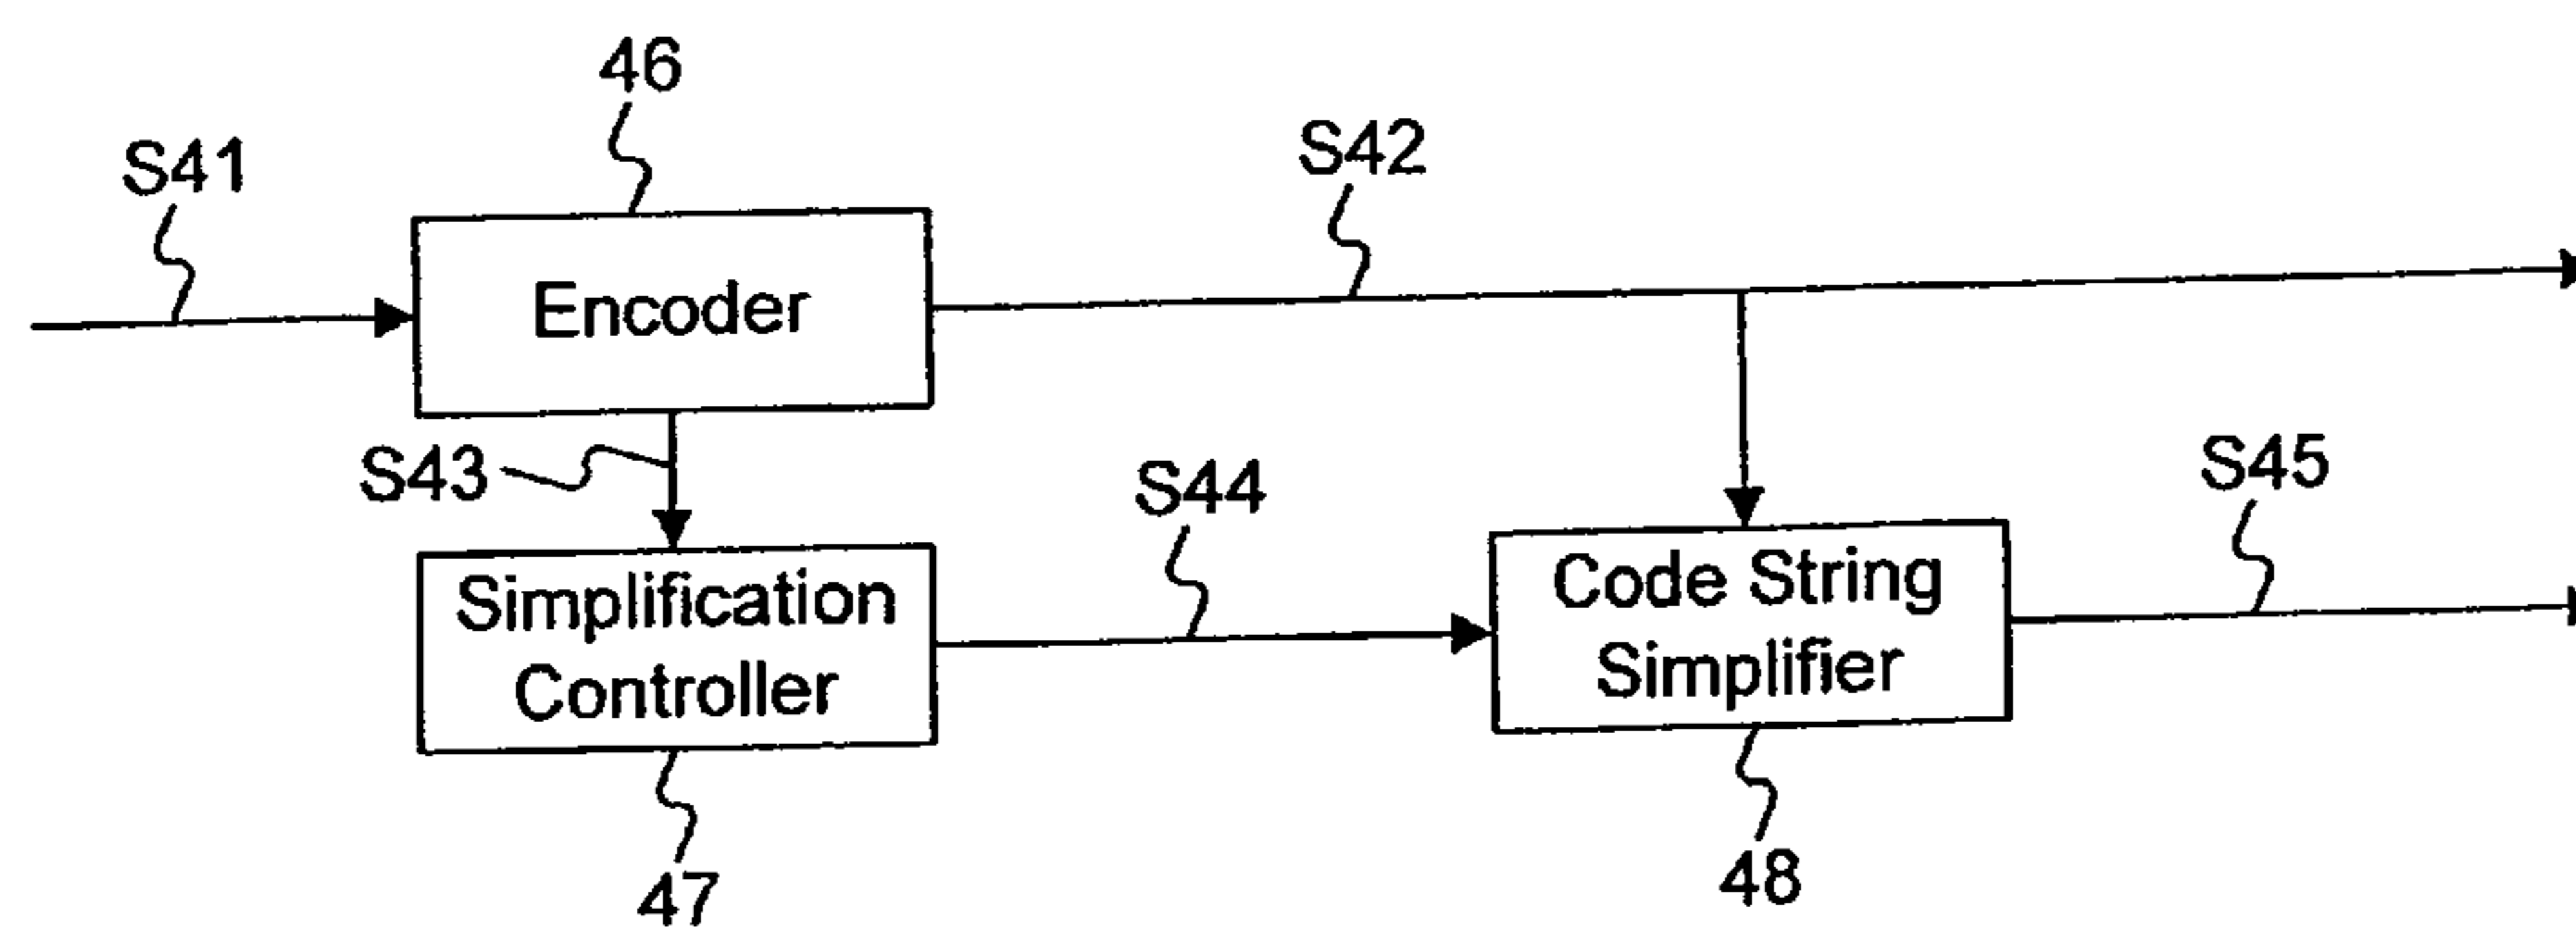 46
S41
S42
Encoder
S43
S44
S45
Simplification
Controller
Code String
Simplifier
47
48